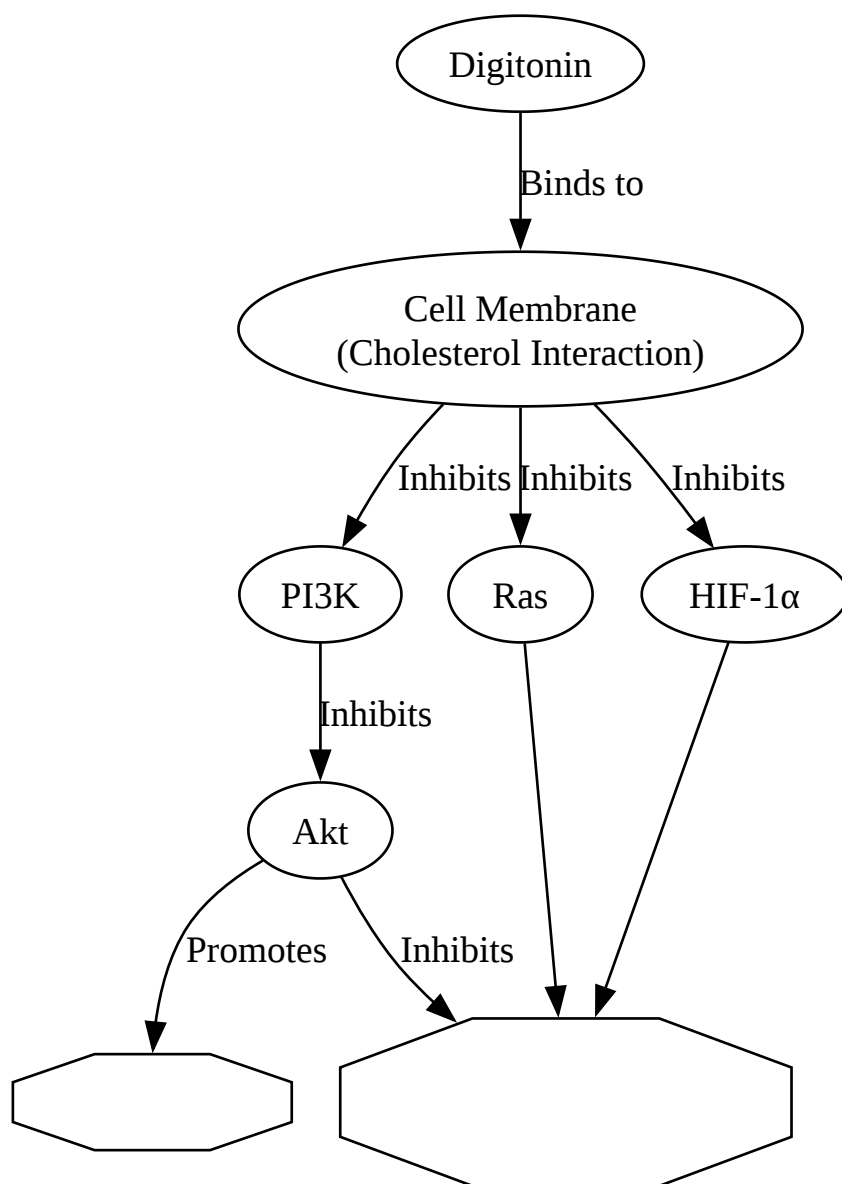 Digitonin
Binds to
Cell Membrane
(Cholesterol Interaction)
Inhibits
Inhibits
Inhibits
PI3K
Ras
HIF-1α
Inhibits
Akt
Promotes
Inhibits